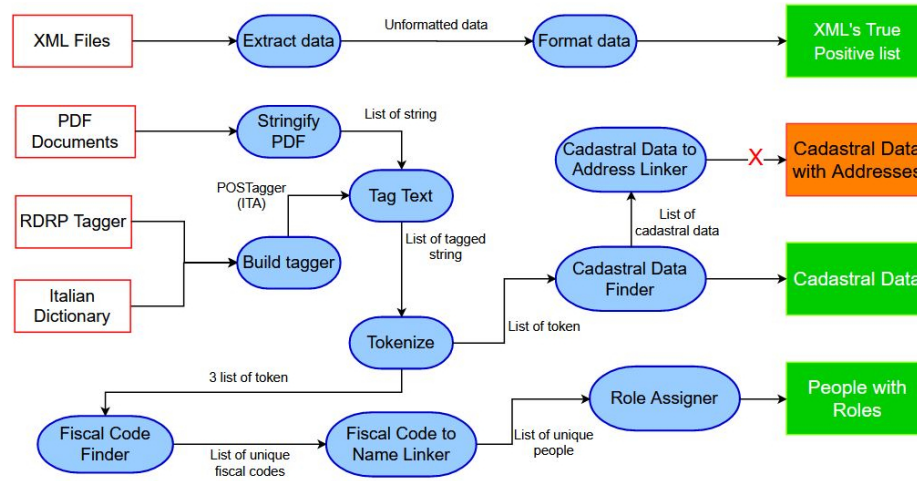 XML Files
Extract data
Unformatted data
Format data
XML's True
Positive list
PDF
Documents
Stringify
PDF
List of string
Cadastral Data to
Address Linker
X
Cadastral Data
with Addresses
RDRP Tagger
POSTagger
(ITA)
Tag Text
List of
cadastral data
Build tagger
List of tagged
string
Italian
Dictionary
Cadastral Data
Finder
Cadastral Data
Tokenize
List of token
3 list of token
Fiscal Code
Finder
List of unique
fiscal codes
Fiscal Code to
Name Linker
List of unique
people
Role Assigner
People with
Roles